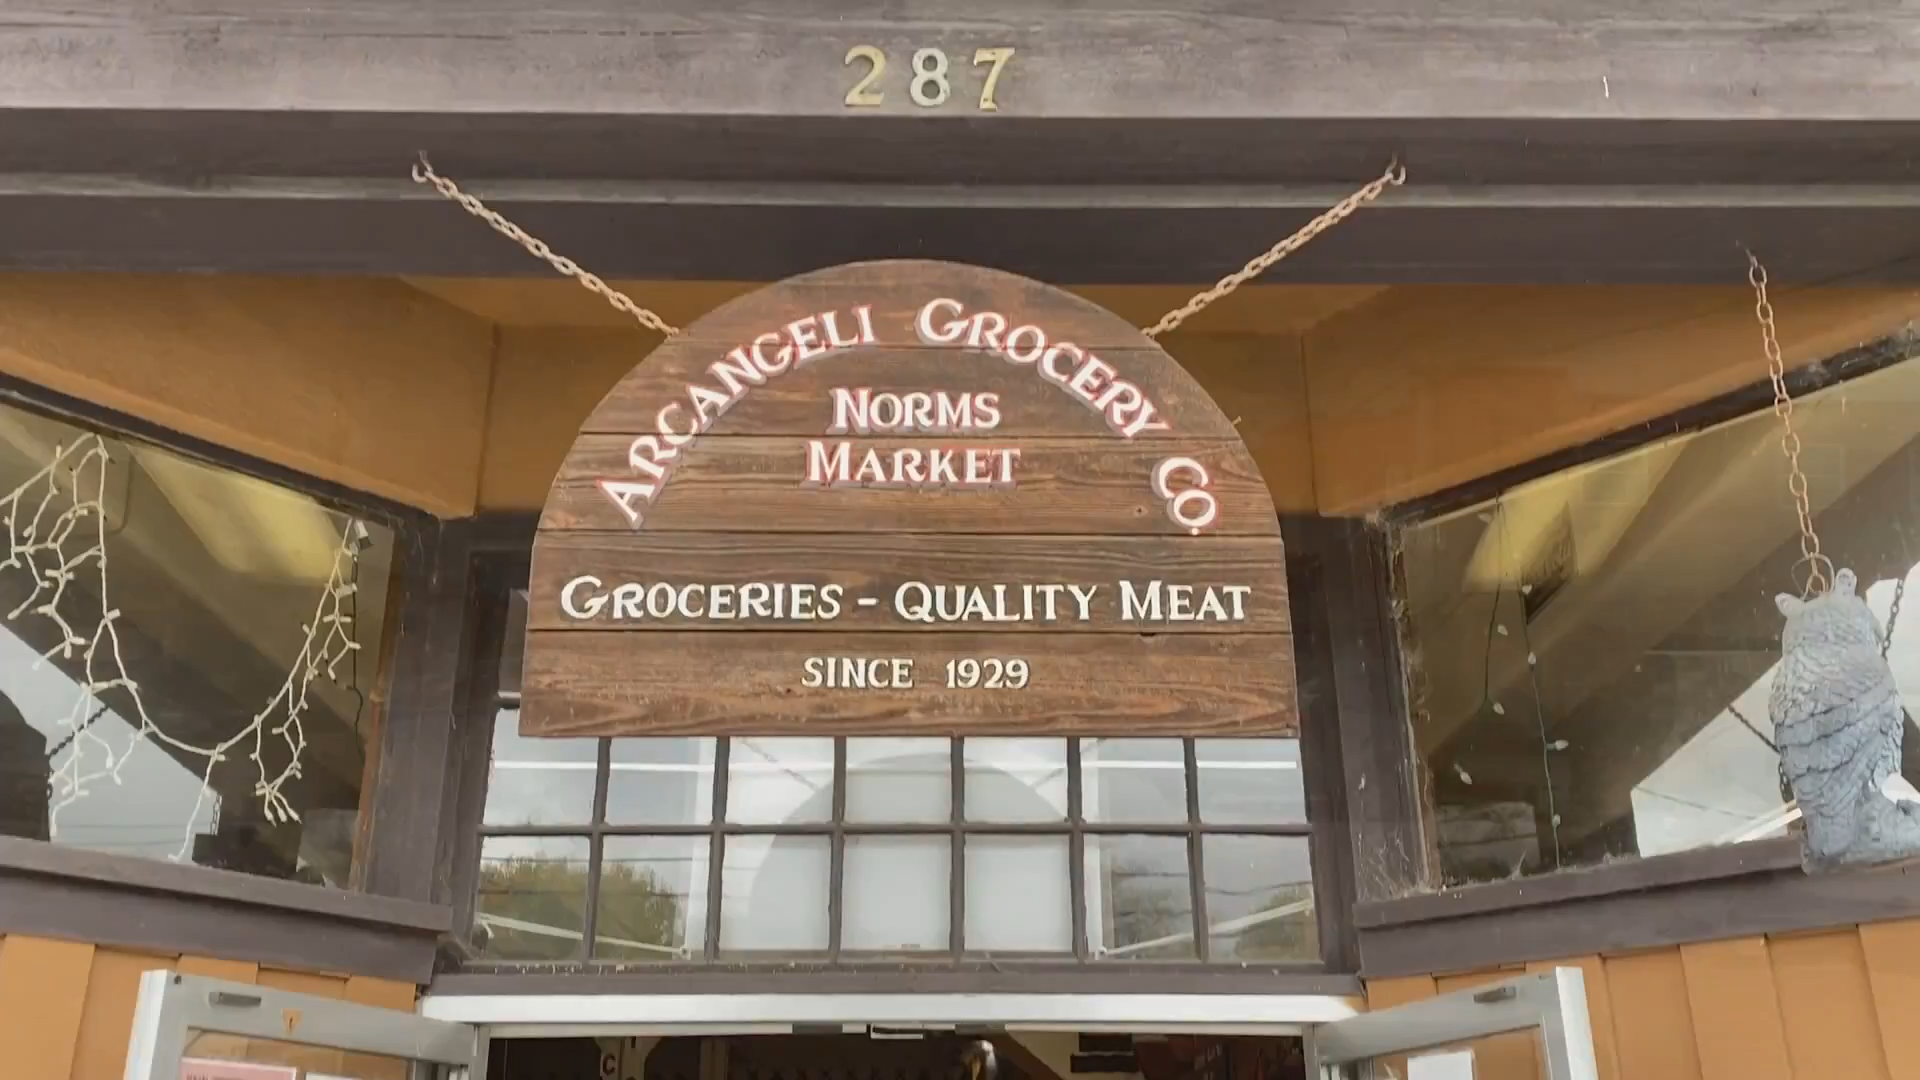 287
ARCANGELI GROCERY CO.
NORMS
MARKET
GROCERIES - QUALITY MEAT
SINCE 1929